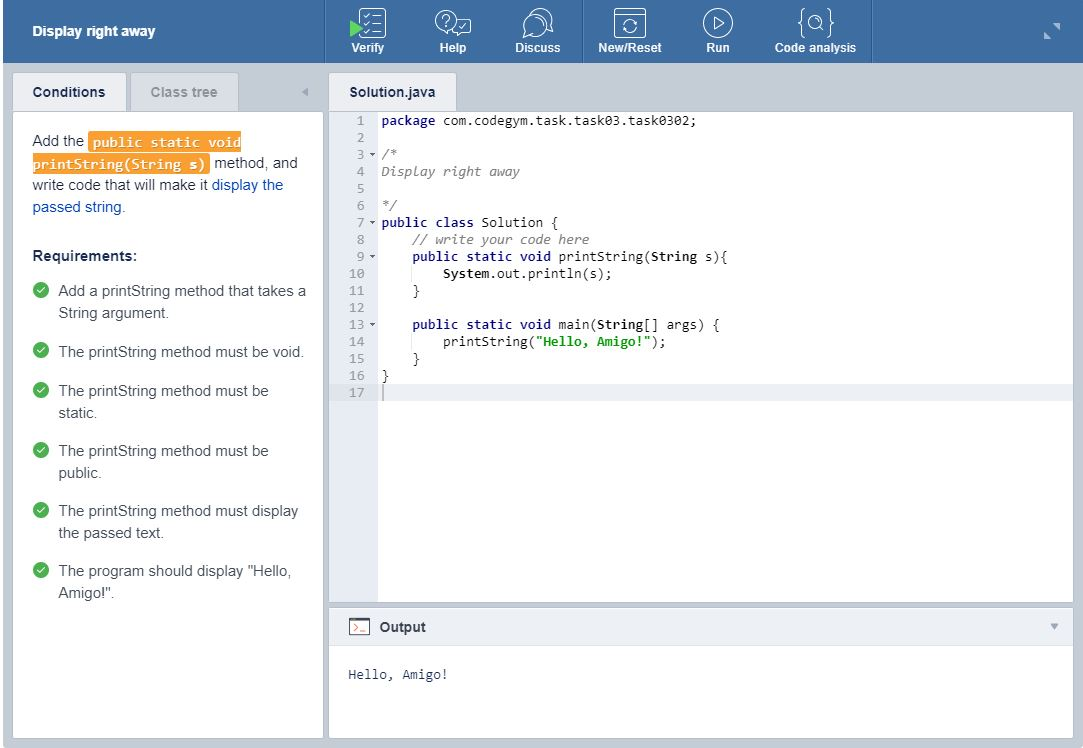 Display right away
Verify
Help
Discuss
New/Reset
Run
Code analysis
Conditions
Class tree
Add the public static void
printString(String s) method, and
write code that will make it display the
passed string.
Requirements:
Add a printString method that takes a
String argument.
The printString method must be void.
The printString method must be
static.
The printString method must be
public.
The printString method must display
the passed text.
The program should display "Hello,
Amigo!".
Solution.java
1 package com.codegym.task.task03.task0302;
2
3 /*
4 Display right away
5
6 */
7 public class Solution {
8     // write your code here
9     public static void printString(String s){
10         System.out.println(s);
11     }
12
13     public static void main(String[] args) {
14         printString("Hello, Amigo!");
15     }
16 }
17
Output
Hello, Amigo!